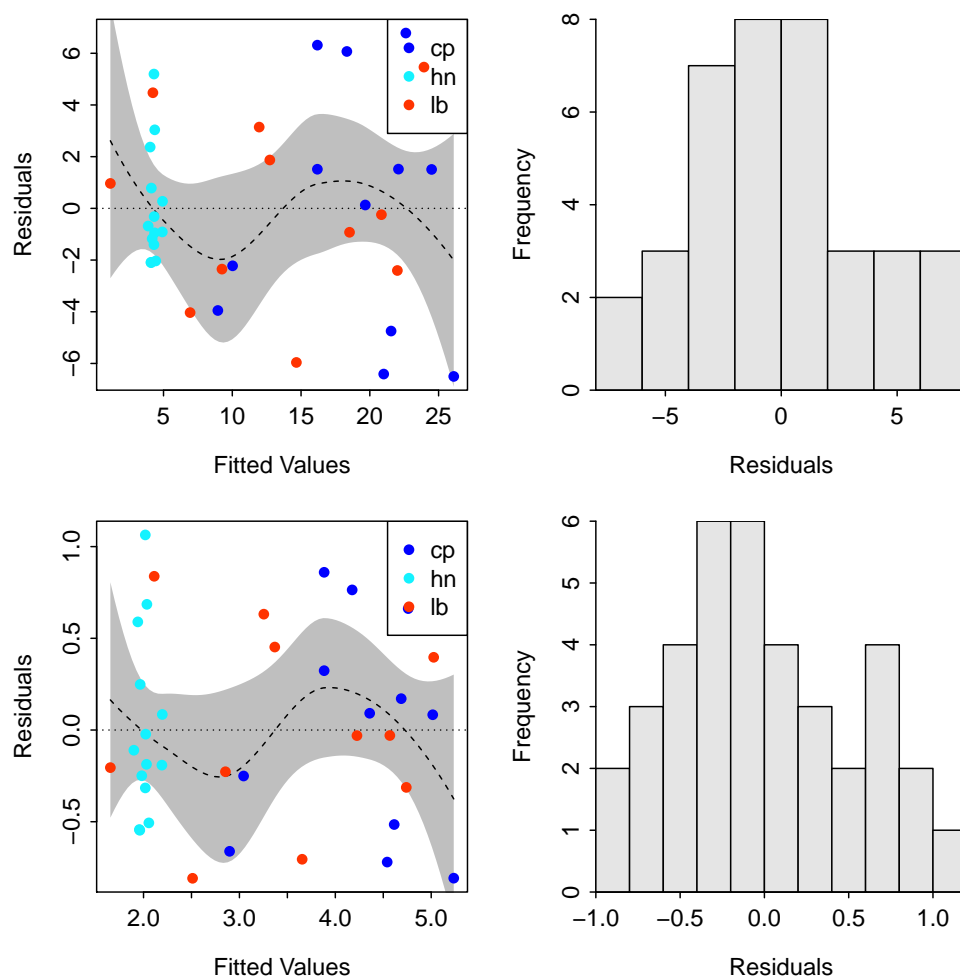 cp
hn
lb
6
4
2
0
−2
−4
−6
Residuals
5 10 15 20 25
Fitted Values
8
6
4
2
0
Frequency
−5 0 5
Residuals
cp
hn
lb
1.0
0.5
0.0
−0.5
Residuals
2.0 3.0 4.0 5.0
Fitted Values
6
5
4
3
2
1
0
Frequency
−1.0 −0.5 0.0 0.5 1.0
Residuals